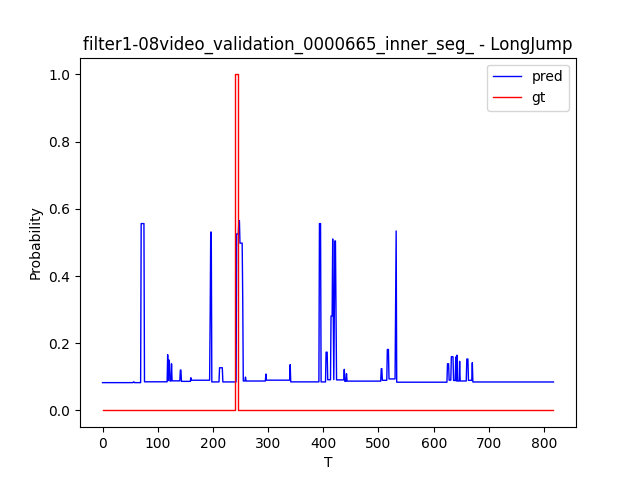 filter1-08video_validation_0000665_inner_seg_ - LongJump
pred
gt
1.0
0.8
0.6
0.4
0.2
0.0
Probability
0 100 200 300 400 500 600 700 800
T